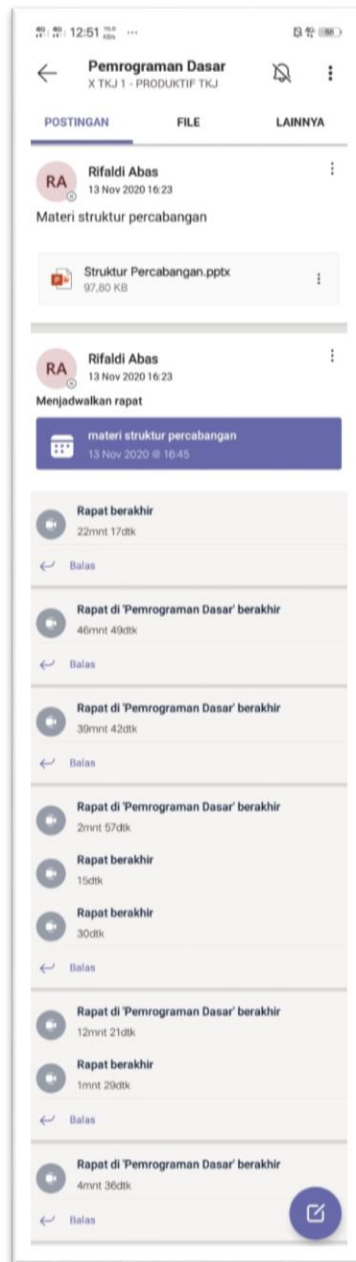 12:51
Pemrograman Dasar
X TKJ 1 - PRODUKTIF TKJ
POSTINGAN FILE LAINNYA
RA Rifaldi Abas
13 Nov 2020 16:23
Materi struktur percabangan
Struktur Percabangan.pptx
97,80 KB
RA Rifaldi Abas
13 Nov 2020 16:23
Menjadwalkan rapat
materi struktur percabangan
13 Nov 2020 @ 16:45
Rapat berakhir
22mnt 17dtk
Balas
Rapat di 'Pemrograman Dasar' berakhir
46mnt 49dtk
Balas
Rapat di 'Pemrograman Dasar' berakhir
39mnt 42dtk
Balas
Rapat di 'Pemrograman Dasar' berakhir
2mnt 57dtk
Rapat berakhir
15dtk
Rapat berakhir
30dtk
Balas
Rapat di 'Pemrograman Dasar' berakhir
12mnt 21dtk
Rapat berakhir
1mnt 29dtk
Balas
Rapat di 'Pemrograman Dasar' berakhir
4mnt 36dtk
Balas